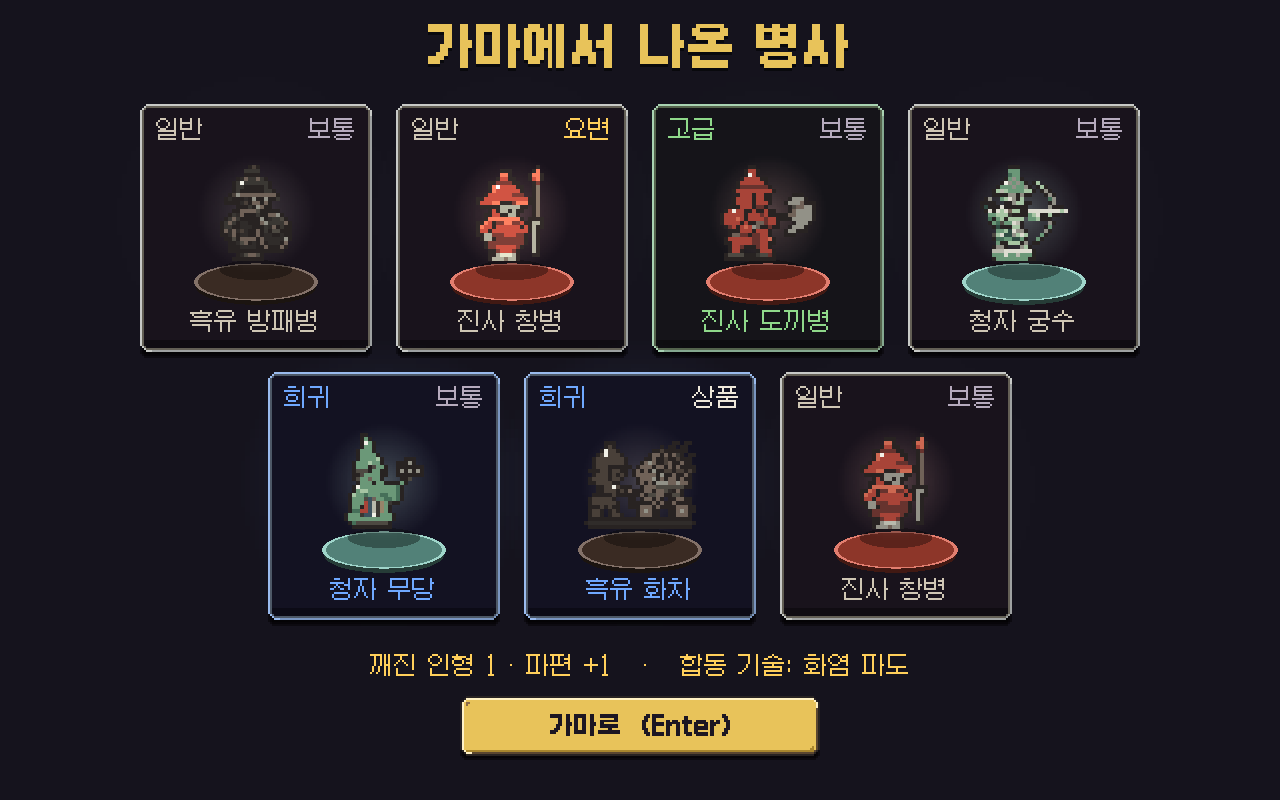 가마에서 나온 병사
일반 보통
흑유 방패병
일반 요변
진사 창병
고급 보통
진사 도끼병
일반 보통
청자 궁수
희귀 보통
청자 무당
희귀 상품
흑유 화차
일반 보통
진사 창병
깨진 인형 1 · 파편 +1 · 합동 기술: 화염 파도
가마로 (Enter)